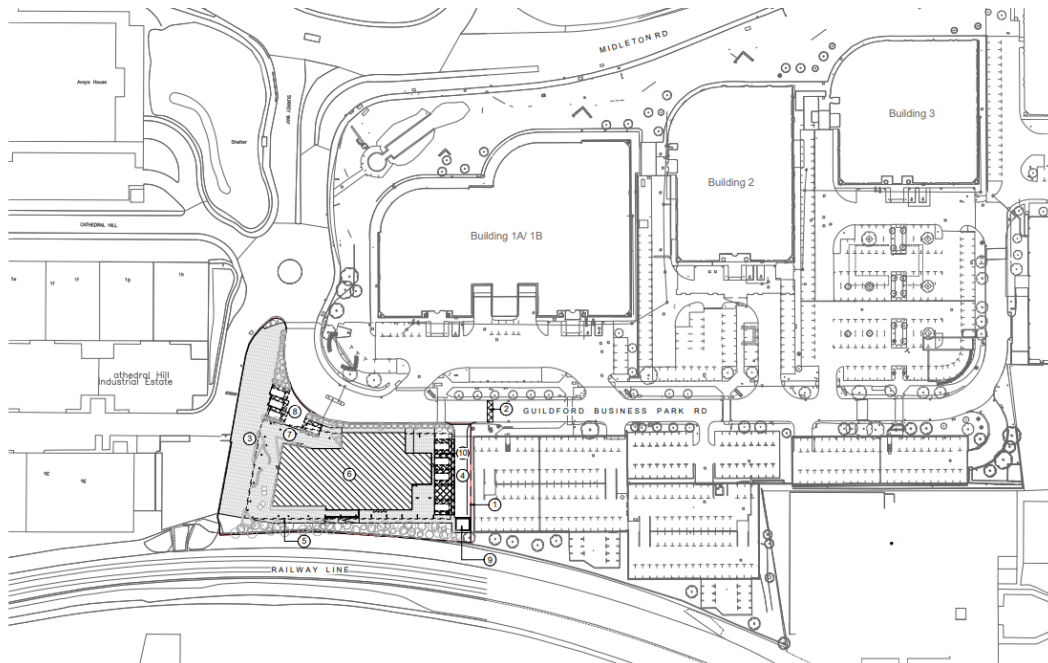 MIDLETON RD
Avaya House
SURREY WAY
Shelter
Building 3
Building 2
CATHEDRAL HILL
Building 1A/ 1B
1e
1f
1f
1g
1h
athedral Hill
Industrial Estate
2
GUILDFORD BUSINESS PARK RD
8
7
3
(10)
4
6
1
5
9
RAILWAY LINE